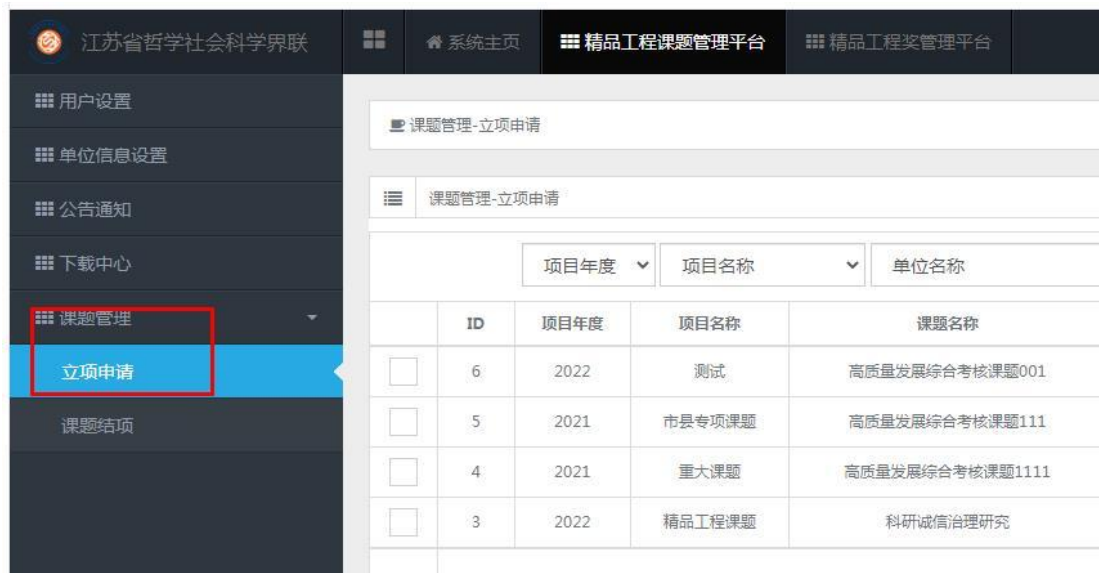 江苏省哲学社会科学界联
系统主页
精品工程课题管理平台
精品工程奖管理平台
用户设置
单位信息设置
公告通知
下载中心
课题管理
立项申请
课题结项
课题管理-立项申请
课题管理-立项申请
项目年度 项目名称 单位名称
ID 项目年度 项目名称 课题名称
6 2022 测试 高质量发展综合考核课题001
5 2021 市县专项课题 高质量发展综合考核课题111
4 2021 重大课题 高质量发展综合考核课题1111
3 2022 精品工程课题 科研诚信治理研究